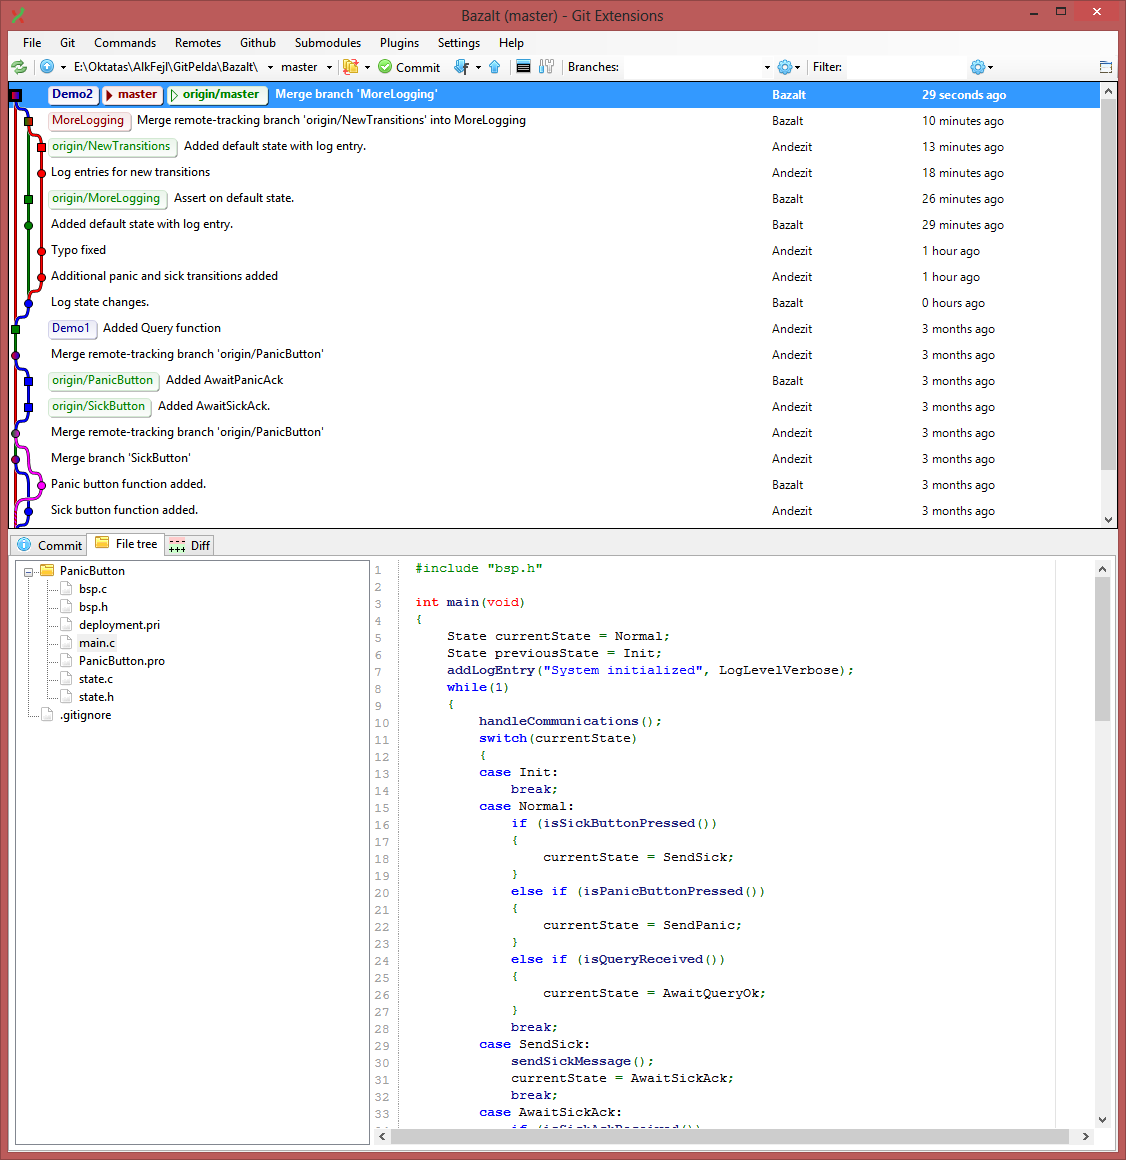 Bazalt (master) - Git Extensions
File Git Commands Remotes Github Submodules Plugins Settings Help
E:\Oktatas\AlkFejl\GitPelda\Bazalt\ master Commit Branches: Filter:
Demo2 master origin/master Merge branch 'MoreLogging' Bazalt 29 seconds ago
MoreLogging Merge remote-tracking branch 'origin/NewTransitions' into MoreLogging Bazalt 10 minutes ago
origin/NewTransitions Added default state with log entry. Andezit 13 minutes ago
Log entries for new transitions Andezit 18 minutes ago
origin/MoreLogging Assert on default state. Bazalt 26 minutes ago
Added default state with log entry. Bazalt 29 minutes ago
Typo fixed Andezit 1 hour ago
Additional panic and sick transitions added Andezit 1 hour ago
Log state changes. Bazalt 0 hours ago
Demo1 Added Query function Andezit 3 months ago
Merge remote-tracking branch 'origin/PanicButton' Andezit 3 months ago
origin/PanicButton Added AwaitPanicAck Bazalt 3 months ago
origin/SickButton Added AwaitSickAck. Andezit 3 months ago
Merge remote-tracking branch 'origin/PanicButton' Andezit 3 months ago
Merge branch 'SickButton' Andezit 3 months ago
Panic button function added. Bazalt 3 months ago
Sick button function added. Andezit 3 months ago
Commit File tree Diff
PanicButton
bsp.c
bsp.h
deployment.pri
main.c
PanicButton.pro
state.c
state.h
.gitignore
1 #include "bsp.h"
2
3 int main(void)
4 {
5 State currentState = Normal;
6 State previousState = Init;
7 addLogEntry("System initialized", LogLevelVerbose);
8 while(1)
9 {
10 handleCommunications();
11 switch(currentState)
12 {
13 case Init:
14 break;
15 case Normal:
16 if (isSickButtonPressed())
17 {
18 currentState = SendSick;
19 }
20 else if (isPanicButtonPressed())
21 {
22 currentState = SendPanic;
23 }
24 else if (isQueryReceived())
25 {
26 currentState = AwaitQueryOk;
27 }
28 break;
29 case SendSick:
30 sendSickMessage();
31 currentState = AwaitSickAck;
32 break;
33 case AwaitSickAck: